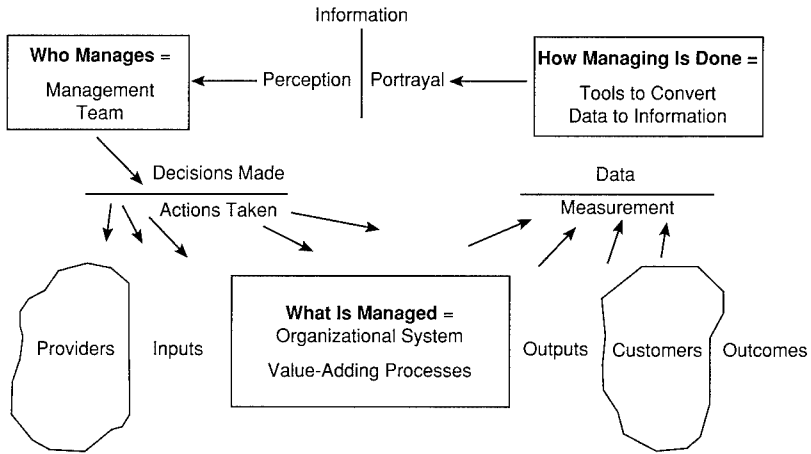 Information
Who Manages =
Management
Team
Perception
Portrayal
How Managing Is Done =
Tools to Convert
Data to Information
Decisions Made
Actions Taken
Data
Measurement
Providers
Inputs
What Is Managed =
Organizational System
Value-Adding Processes
Outputs
Customers
Outcomes